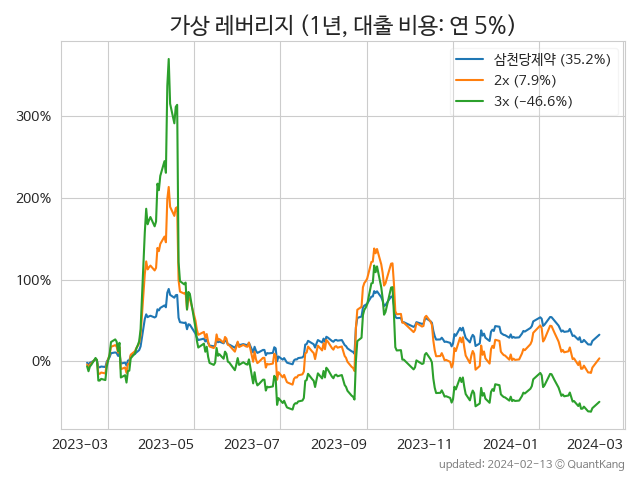 가상 레버리지 (1년, 대출 비용: 연 5%)
삼천당제약 (35.2%)
2x (7.9%)
3x (−46.6%)
300%
200%
100%
0%
2023-03 2023-05 2023-07 2023-09 2023-11 2024-01 2024-03
updated: 2024-02-13 © QuantKang